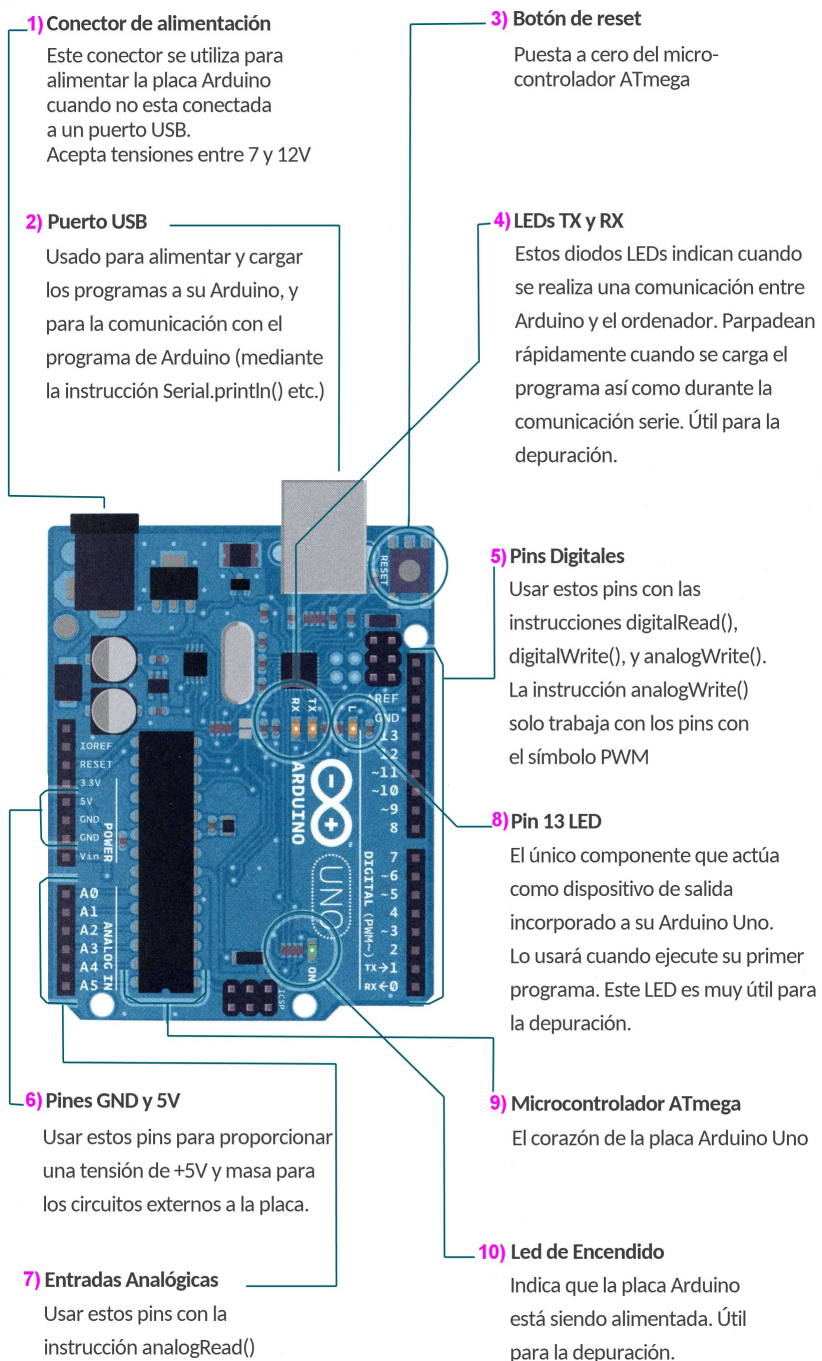 1) Conector de alimentación
Este conector se utiliza para
alimentar la placa Arduino
cuando no esta conectada
a un puerto USB.
Acepta tensiones entre 7 y 12V
2) Puerto USB
Usado para alimentar y cargar
los programas a su Arduino, y
para la comunicación con el
programa de Arduino (mediante
la instrucción Serial.println() etc.)
3) Botón de reset
Puesta a cero del micro-
controlador ATmega
4) LEDs TX y RX
Estos diodos LEDs indican cuando
se realiza una comunicación entre
Arduino y el ordenador. Parpadean
rápidamente cuando se carga el
programa así como durante la
comunicación serie. Útil para la
depuración.
5) Pins Digitales
Usar estos pins con las
instrucciones digitalRead(),
digitalWrite(), y analogWrite().
La instrucción analogWrite()
solo trabaja con los pins con
el símbolo PWM
8) Pin 13 LED
El único componente que actúa
como dispositivo de salida
incorporado a su Arduino Uno.
Lo usará cuando ejecute su primer
programa. Este LED es muy útil para
la depuración.
9) Microcontrolador ATmega
El corazón de la placa Arduino Uno
10) Led de Encendido
Indica que la placa Arduino
está siendo alimentada. Útil
para la depuración.
6) Pines GND y 5V
Usar estos pins para proporcionar
una tensión de +5V y masa para
los circuitos externos a la placa.
7) Entradas Analógicas
Usar estos pins con la
instrucción analogRead()
RESET
AREF
GND
13
12
~11
~10
~9
8
7
~6
~5
4
~3
2
TX→1
RX←0
DIGITAL (PWM~)
RX
TX
L
ARDUINO
TM
UNO
ON
ICSP
IOREF
RESET
3.3V
5V
GND
GND
Vin
POWER
A0
A1
A2
A3
A4
A5
ANALOG IN